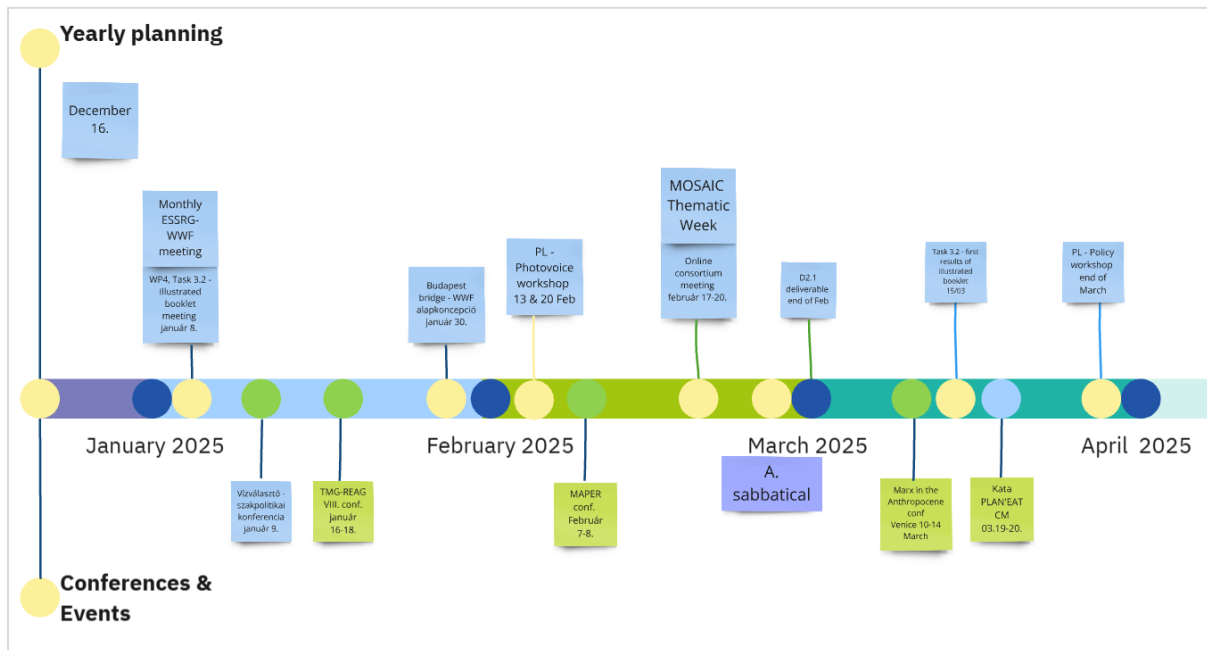 Yearly planning
December
16.
Monthly
ESSRG-
WWF
meeting
WP4, Task 3.2 -
Illustrated
booklet
meeting
január 8.
Budapest
bridge - WWF
alapkoncepció
január 30.
PL -
Photovoice
workshop
13 & 20 Feb
MOSAIC
Thematic
Week
Online
consortium
meeting
február 17-20.
D2.1
deliverable
end of Feb
Task 3.2 - first
results of
illustrated
booklet
15/03
PL - Policy
workshop
end of
March
January 2025
February 2025
March 2025
April 2025
Vízválasztó -
szakpolitikai
konferencia
január 9.
TMG-REAG
VIII. conf.
január
16-18.
MAPER
conf.
Február
7-8.
A.
sabbatical
Marx in the
Anthropocene
conf
Venice 10-14
March
Kata
PLAN'EAT
CM
03.19-20.
Conferences &
Events